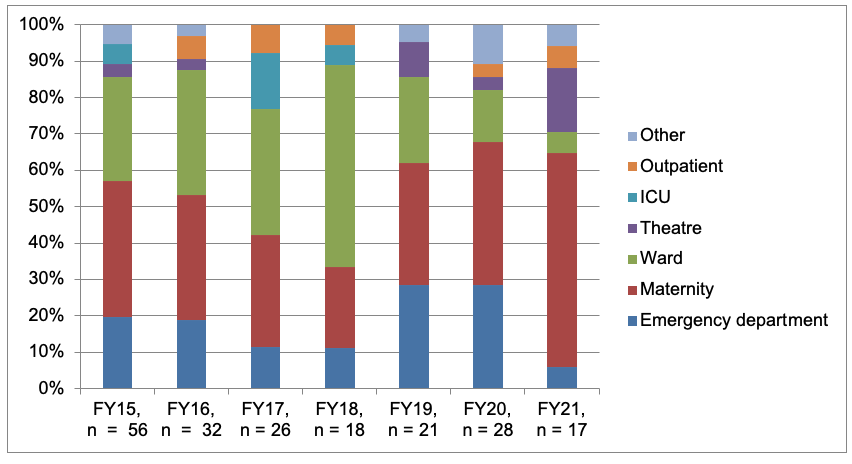 100%
90%
80%
70%
60%
50%
40%
30%
20%
10%
0%
FY15, n = 56
FY16, n = 32
FY17, n = 26
FY18, n = 18
FY19, n = 21
FY20, n = 28
FY21, n = 17
Other
Outpatient
ICU
Theatre
Ward
Maternity
Emergency department